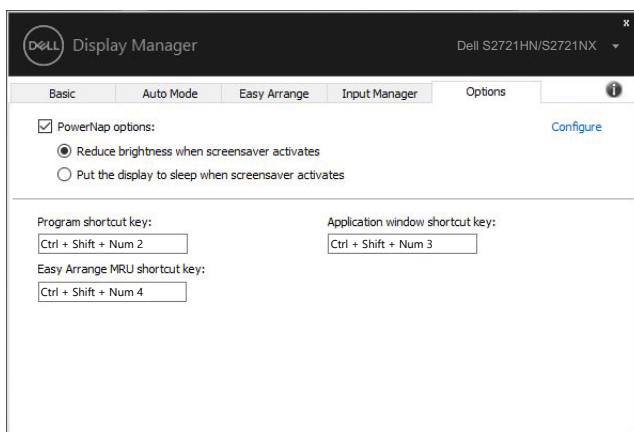 x
DELL Display Manager
Dell S2721HN/S2721NX
Basic Auto Mode Easy Arrange Input Manager Options
PowerNap options: Configure
Reduce brightness when screensaver activates
Put the display to sleep when screensaver activates
Program shortcut key: Application window shortcut key:
Ctrl + Shift + Num 2 Ctrl + Shift + Num 3
Easy Arrange MRU shortcut key:
Ctrl + Shift + Num 4